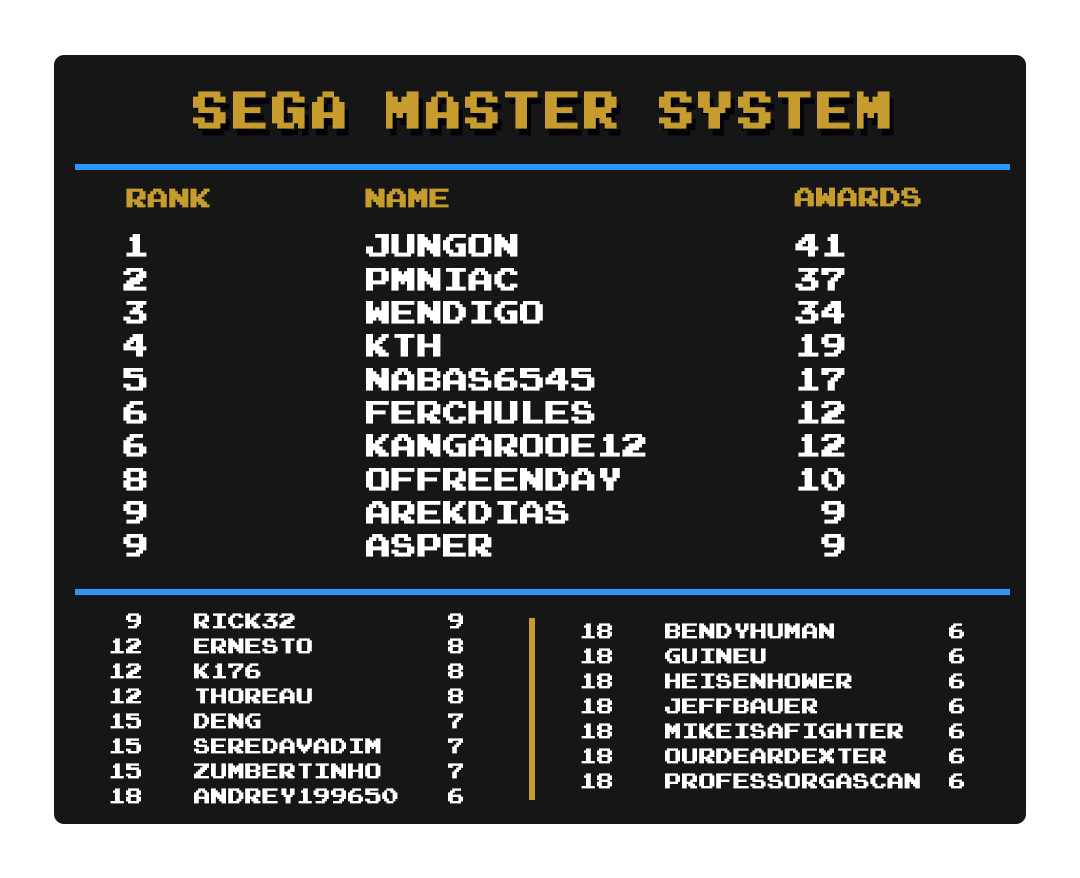 SEGA MASTER SYSTEM
RANK NAME AWARDS
1 JUNGON 41
2 PMNIAC 37
3 WENDIGO 34
4 KTH 19
5 NABAS6545 17
6 FERCHULES 12
6 KANGAROOE12 12
8 OFFREENDAY 10
9 AREKDIAS 9
9 ASPER 9
9 RICK32 9
12 ERNESTO 8
12 K176 8
12 THOREAU 8
15 DENG 7
15 SEREDAVADIM 7
15 ZUMBERTINHO 7
18 ANDREY199650 6
18 BENDYHUMAN 6
18 GUINEU 6
18 HEISENHOWER 6
18 JEFFBAUER 6
18 MIKEISAFIGHTER 6
18 OURDEARDEXTER 6
18 PROFESSORGASCAN 6